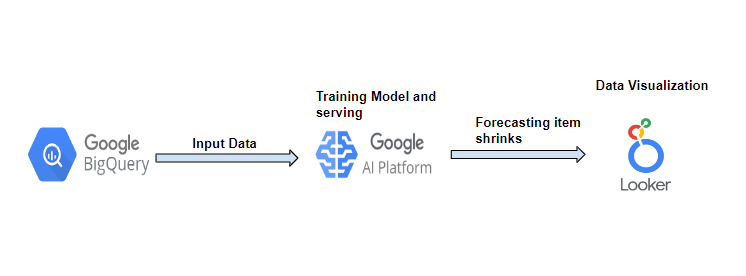 Google
BigQuery
Input Data
Training Model and
serving
Google
AI Platform
Forecasting item
shrinks
Data Visualization
Looker